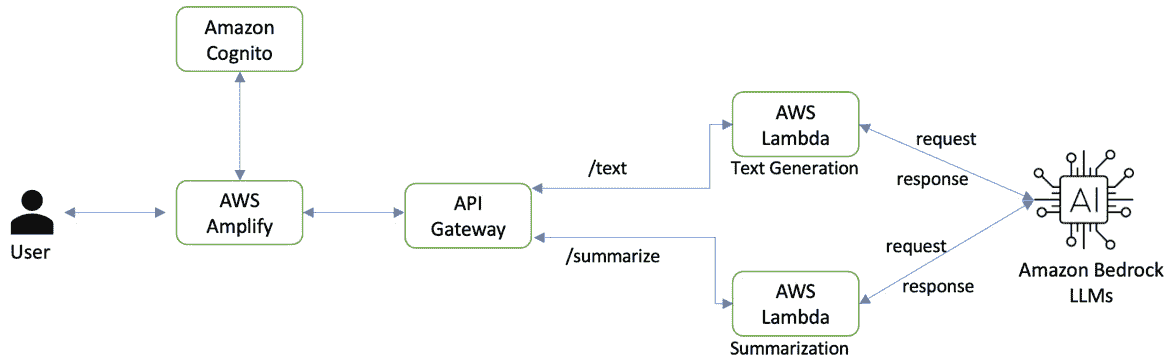 Amazon
Cognito
User
AWS
Amplify
API
Gateway
/text
/summarize
AWS
Lambda
Text Generation
AWS
Lambda
Summarization
request
response
request
response
AI
Amazon Bedrock
LLMs